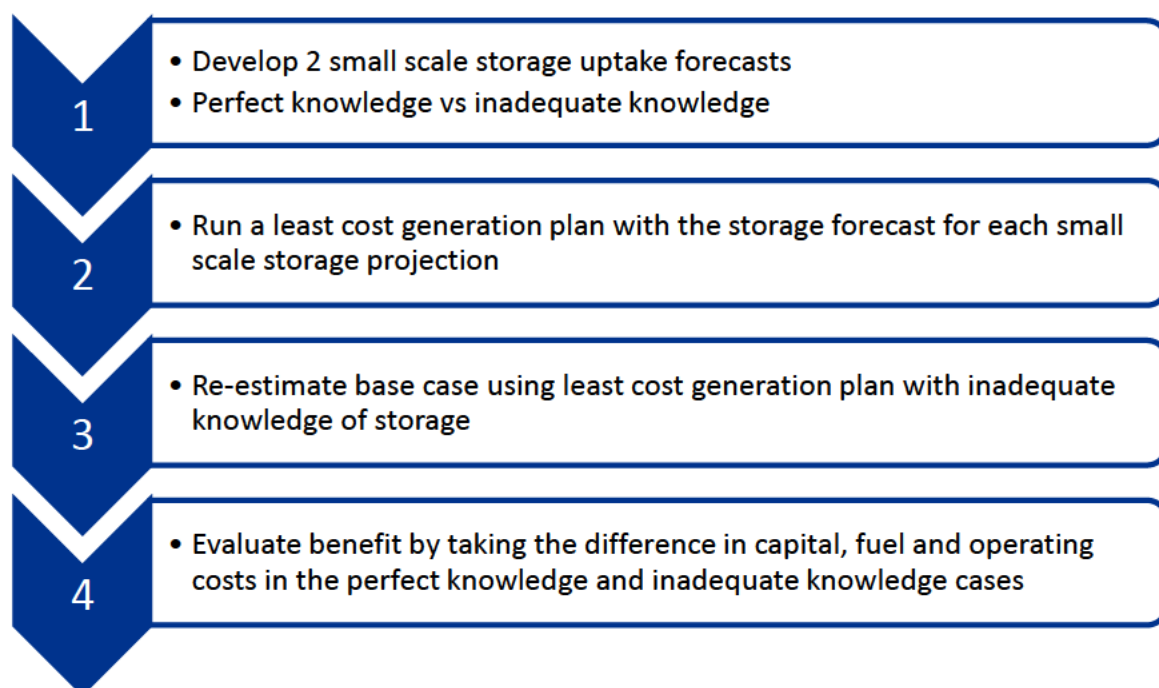 1
• Develop 2 small scale storage uptake forecasts
• Perfect knowledge vs inadequate knowledge
2
• Run a least cost generation plan with the storage forecast for each small
scale storage projection
3
• Re-estimate base case using least cost generation plan with inadequate
knowledge of storage
4
• Evaluate benefit by taking the difference in capital, fuel and operating
costs in the perfect knowledge and inadequate knowledge cases